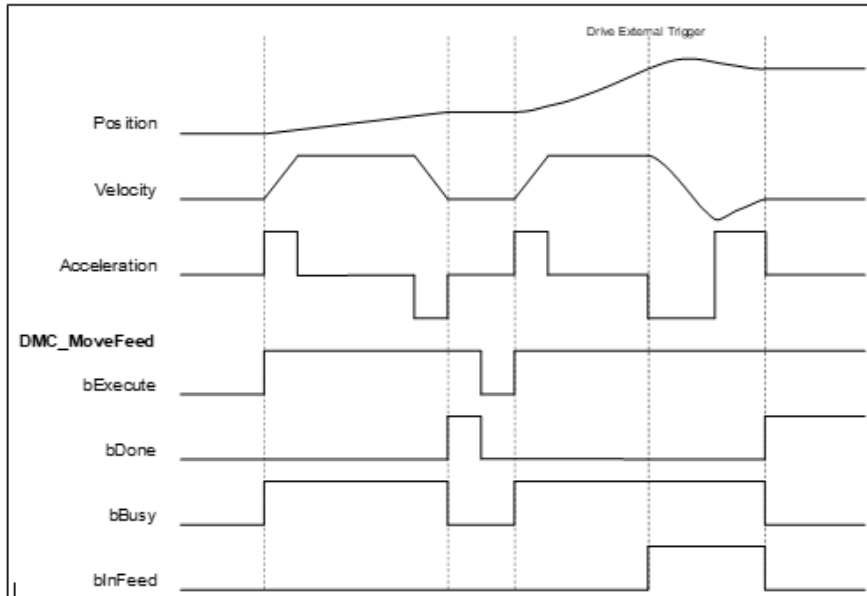 Drive External Trigger
Position
Velocity
Acceleration
DMC_MoveFeed
bExecute
bDone
bBusy
bInFeed